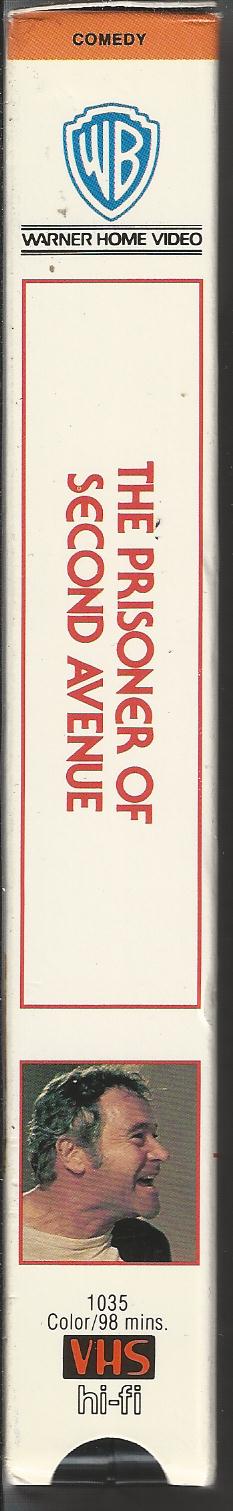 COMEDY
WB
WARNER HOME VIDEO
THE PRISONER OF
SECOND AVENUE
1035
Color/98 mins.
VHS
hi-fi